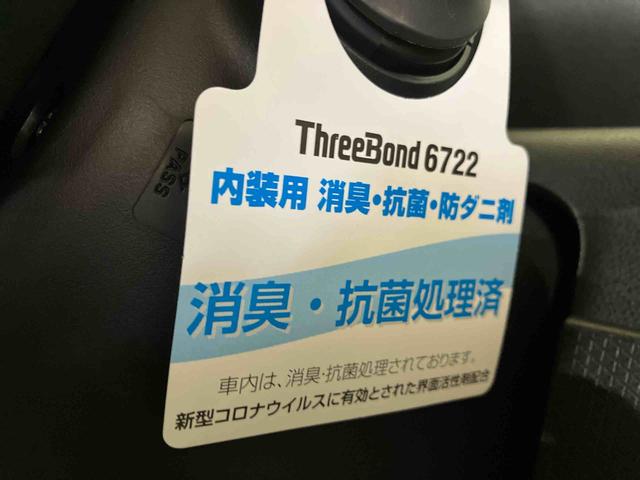 ThreeBond 6722
内装用 消臭・抗菌・防ダニ剤
消臭・抗菌処理済
車内は、消臭・抗菌処理されております。
新型コロナウイルスに有効とされた界面活性剤配合
PASS